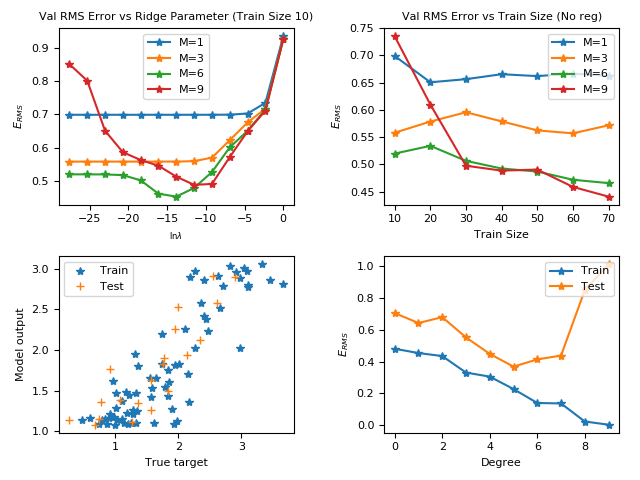 Val RMS Error vs Ridge Parameter (Train Size 10)
E_RMS
0.9
0.8
0.7
0.6
0.5
M=1
M=3
M=6
M=9
−25 −20 −15 −10 −5 0
lnλ
Val RMS Error vs Train Size (No reg)
E_RMS
0.75
0.70
0.65
0.60
0.55
0.50
0.45
M=1
M=3
M=6
M=9
10 20 30 40 50 60 70
Train Size
Model output
3.0
2.5
2.0
1.5
1.0
Train
Test
1 2 3
True target
E_RMS
1.0
0.8
0.6
0.4
0.2
0.0
Train
Test
0 2 4 6 8
Degree